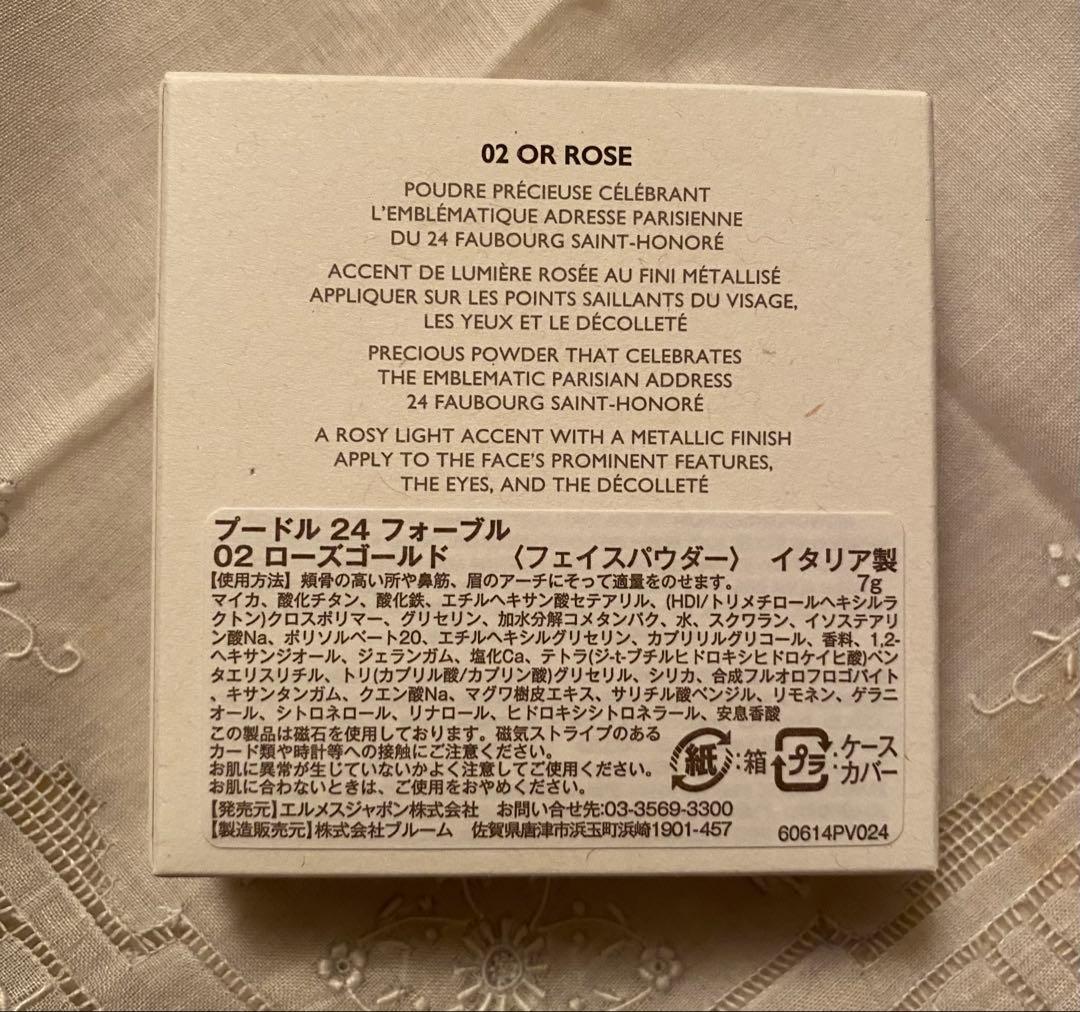 02 OR ROSE
POUDRE PRÉCIEUSE CÉLÉBRANT
L'EMBLÉMATIQUE ADRESSE PARISIENNE
DU 24 FAUBOURG SAINT-HONORÉ
ACCENT DE LUMIÈRE ROSÉE AU FINI MÉTALLISÉ
APPLIQUER SUR LES POINTS SAILLANTS DU VISAGE,
LES YEUX ET LE DÉCOLLETÉ
PRECIOUS POWDER THAT CELEBRATES
THE EMBLEMATIC PARISIAN ADDRESS
24 FAUBOURG SAINT-HONORÉ
A ROSY LIGHT ACCENT WITH A METALLIC FINISH
APPLY TO THE FACE'S PROMINENT FEATURES,
THE EYES, AND THE DÉCOLLETÉ
プードル 24 フォーブル
02 ローズゴールド 〈フェイスパウダー〉 イタリア製
【使用方法】頬骨の高い所や鼻筋、眉のアーチにそって適量をのせます。 7g
マイカ、酸化チタン、酸化鉄、エチルヘキサン酸セテアリル、(HDI/トリメチロールヘキシルラ
クトン)クロスポリマー、グリセリン、加水分解コメタンパク、水、スクワラン、イソステアリ
ン酸Na、ポリソルベート20、エチルヘキシルグリセリン、カプリリルグリコール、香料、1,2-
ヘキサンジオール、ジェランガム、塩化Ca、テトラ(ジ-t-ブチルヒドロキシヒドロケイヒ酸)ペン
タエリスリチル、トリ(カプリル酸/カプリン酸)グリセリル、シリカ、合成フルオロフロゴパイト
、キサンタンガム、クエン酸Na、マグワ樹皮エキス、サリチル酸ベンジル、リモネン、ゲラニ
オール、シトロネロール、リナロール、ヒドロキシシトロネラール、安息香酸
この製品は磁石を使用しております。磁気ストライプのある
カード類や時計等への接触にご注意ください。
お肌に異常が生じていないかよく注意してご使用ください。
お肌に合わないときは、ご使用をおやめください。
紙:箱 プラ:ケース
カバー
【発売元】エルメスジャポン株式会社 お問い合せ先:03-3569-3300
【製造販売元】株式会社ブルーム 佐賀県唐津市浜玉町浜崎1901-457
60614PV024